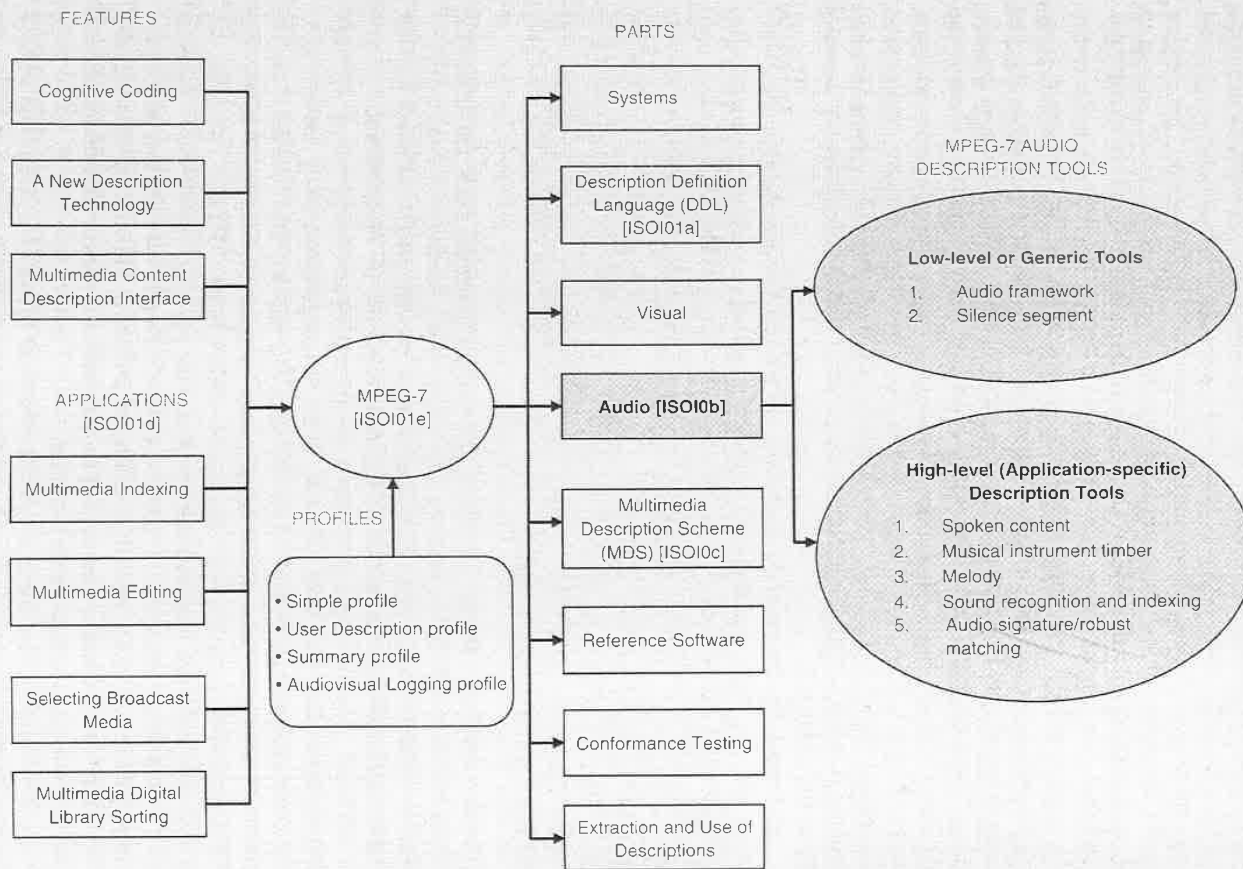 FEATURES
Cognitive Coding
A New Description
Technology
Multimedia Content
Description Interface
APPLICATIONS
[ISOI01d]
Multimedia Indexing
Multimedia Editing
Selecting Broadcast
Media
Multimedia Digital
Library Sorting
MPEG-7
[ISOI01e]
PROFILES
• Simple profile
• User Description profile
• Summary profile
• Audiovisual Logging profile
PARTS
Systems
Description Definition
Language (DDL)
[ISOI01a]
Visual
Audio [ISOI0b]
Multimedia
Description Scheme
(MDS) [ISOI0c]
Reference Software
Conformance Testing
Extraction and Use of
Descriptions
MPEG-7 AUDIO
DESCRIPTION TOOLS
Low-level or Generic Tools
1. Audio framework
2. Silence segment
High-level (Application-specific)
Description Tools
1. Spoken content
2. Musical instrument timber
3. Melody
4. Sound recognition and indexing
5. Audio signature/robust
matching